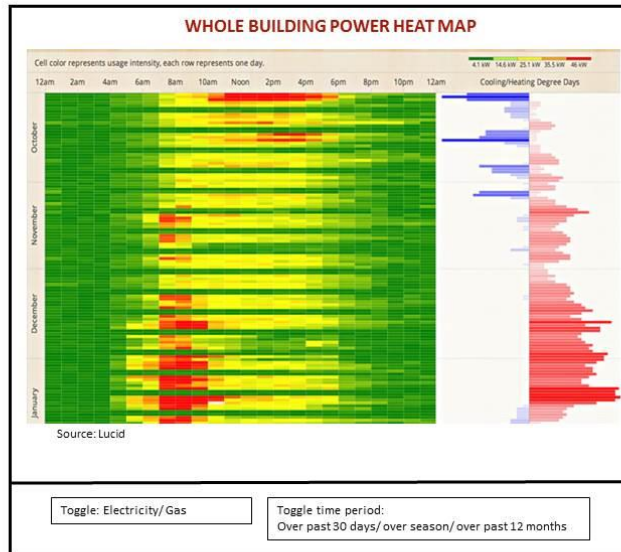 WHOLE BUILDING POWER HEAT MAP
Cell color represents usage intensity, each row represents one day.
4.1 kW 14.6 kW 25.1 kW 35.5 kW 46 kW
12am 2am 4am 6am 8am 10am Noon 2pm 4pm 6pm 8pm 10pm 12am
Cooling/Heating Degree Days
October
November
December
January
Source: Lucid
Toggle: Electricity/Gas
Toggle time period:
Over past 30 days/over season/over past 12 months